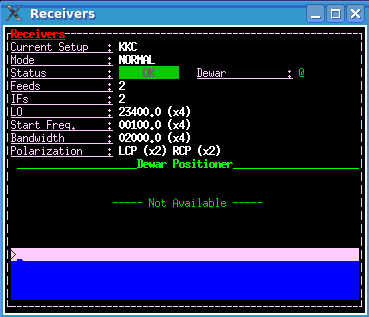 Receivers
Receivers
Current Setup : KKC
Mode : NORMAL
Status : OK Dewar : @
Feeds : 2
IFs : 2
LO : 23400.0 (x4)
Start Freq. : 00100.0 (x4)
Bandwidth : 02000.0 (x4)
Polarization : LCP (x2) RCP (x2)
Dewar Positioner
----- Not Available -----
>_